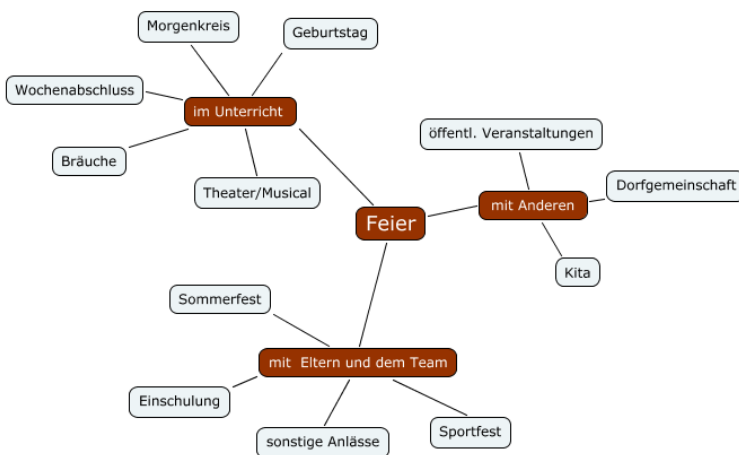 Morgenkreis
Geburtstag
Wochenabschluss
im Unterricht
Bräuche
Theater/Musical
öffentl. Veranstaltungen
Dorfgemeinschaft
mit Anderen
Feier
Kita
Sommerfest
mit Eltern und dem Team
Einschulung
sonstige Anlässe
Sportfest